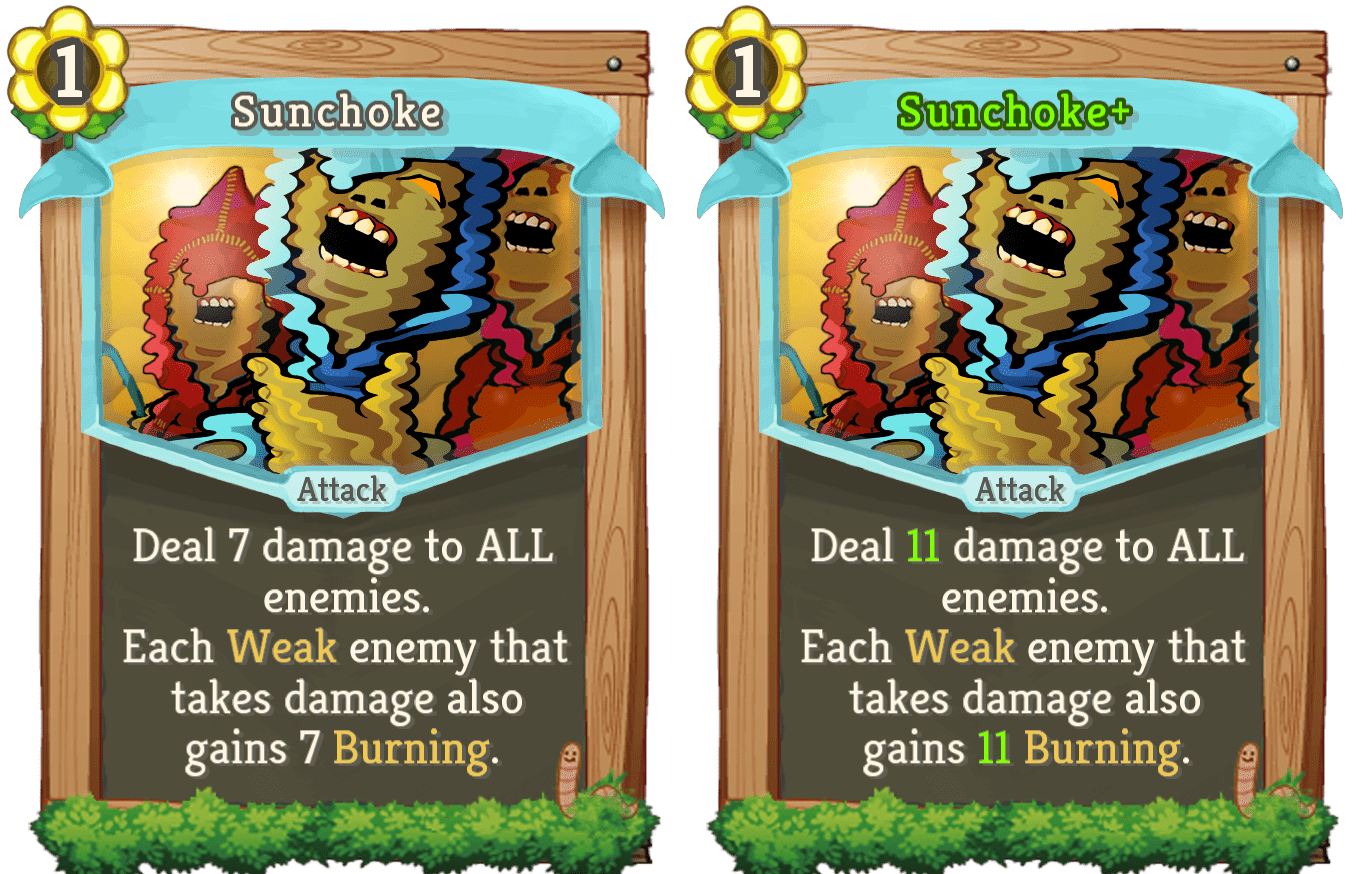 1
Sunchoke
Attack
Deal 7 damage to ALL
enemies.
Each Weak enemy that
takes damage also
gains 7 Burning.
1
Sunchoke+
Attack
Deal 11 damage to ALL
enemies.
Each Weak enemy that
takes damage also
gains 11 Burning.